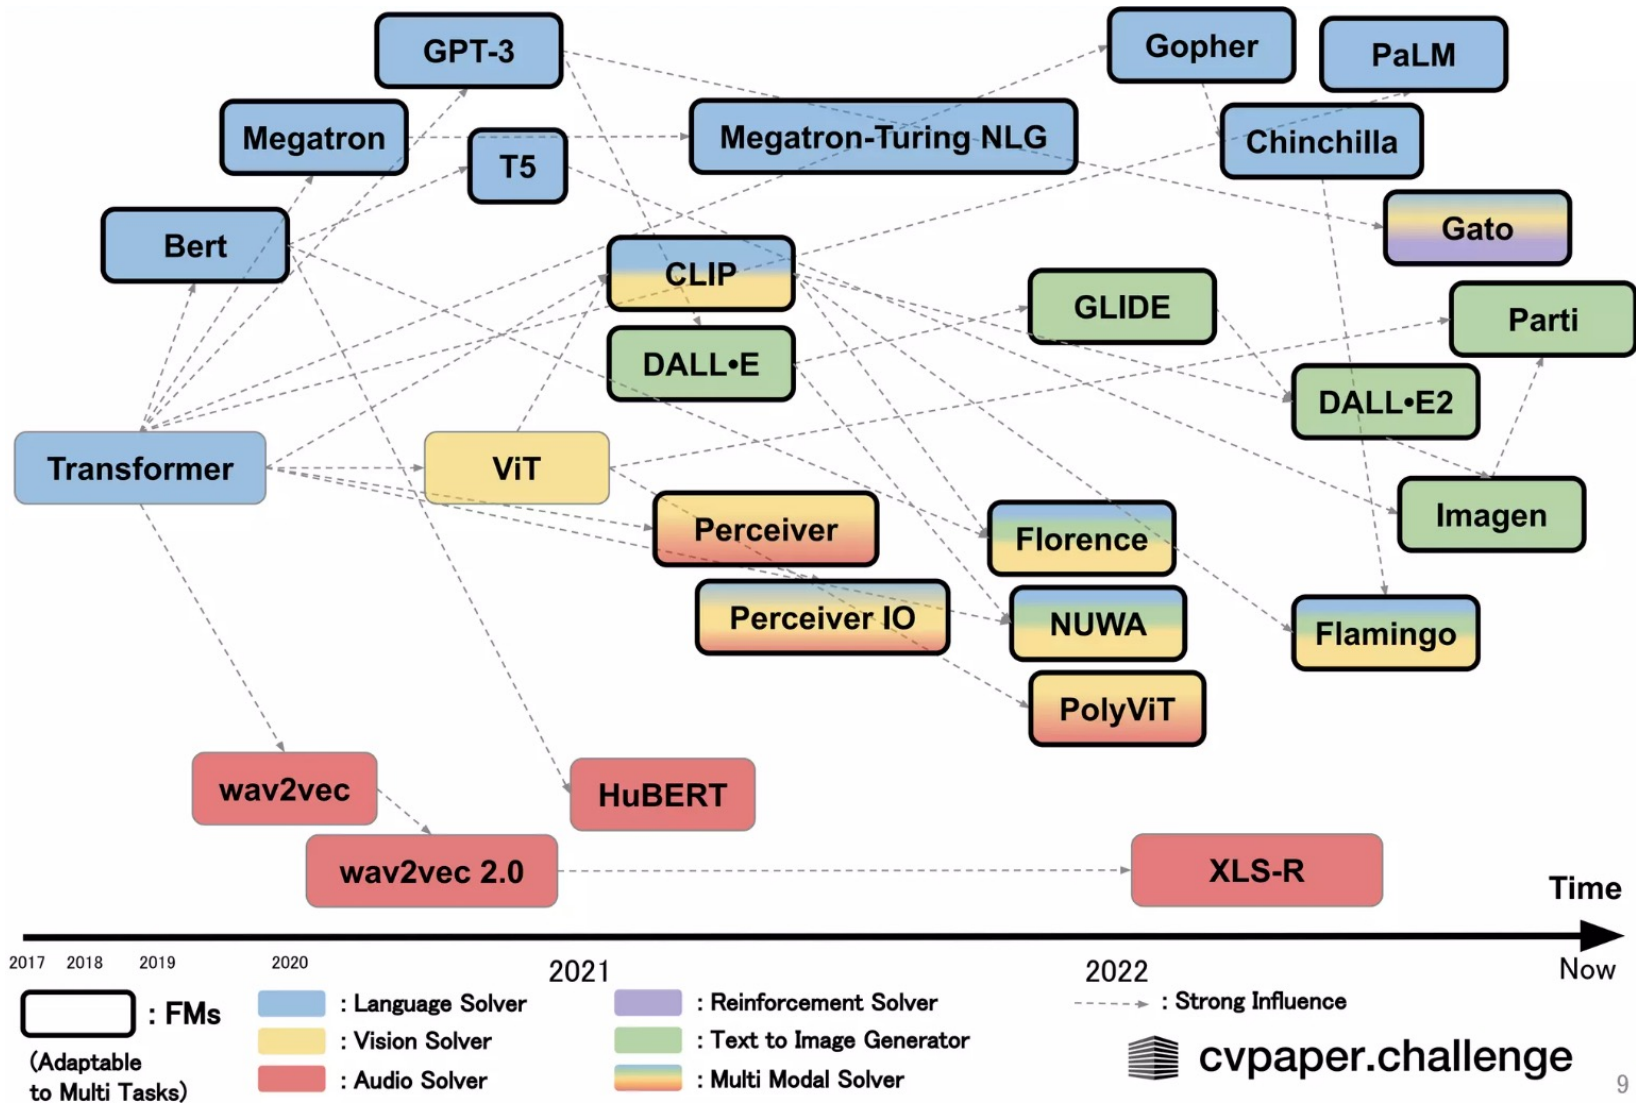 GPT-3
Gopher
PaLM
Megatron
T5
Megatron-Turing NLG
Chinchilla
Bert
Gato
CLIP
GLIDE
Parti
DALL•E
DALL•E2
Transformer
ViT
Perceiver
Florence
Imagen
Perceiver IO
NUWA
Flamingo
PolyViT
wav2vec
HuBERT
wav2vec 2.0
XLS-R
Time
2017 2018 2019 2020 2021 2022 Now
: FMs
(Adaptable
to Multi Tasks)
: Language Solver
: Vision Solver
: Audio Solver
: Reinforcement Solver
: Text to Image Generator
: Multi Modal Solver
: Strong Influence
cvpaper.challenge
9